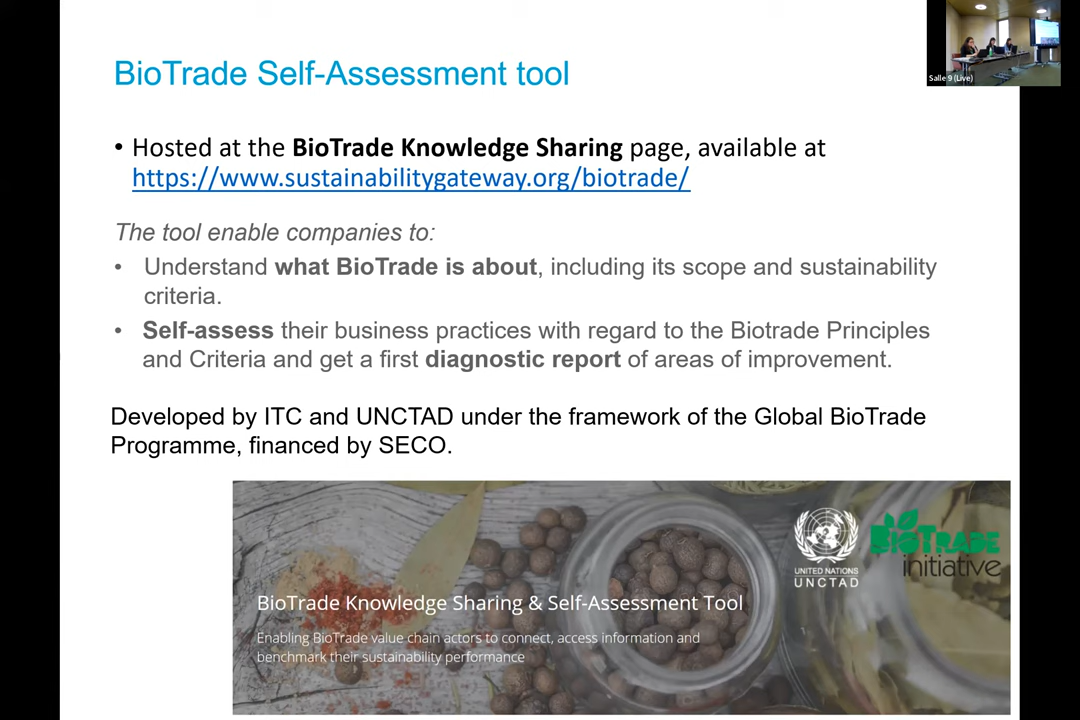 Salle 9 (Live)
BioTrade Self-Assessment tool
• Hosted at the BioTrade Knowledge Sharing page, available at
https://www.sustainabilitygateway.org/biotrade/
The tool enable companies to:
• Understand what BioTrade is about, including its scope and sustainability
criteria.
• Self-assess their business practices with regard to the Biotrade Principles
and Criteria and get a first diagnostic report of areas of improvement.
Developed by ITC and UNCTAD under the framework of the Global BioTrade
Programme, financed by SECO.
UNITED NATIONS
UNCTAD
BIOTRADE
initiative
BioTrade Knowledge Sharing & Self-Assessment Tool
Enabling BioTrade value chain actors to connect, access information and
benchmark their sustainability performance